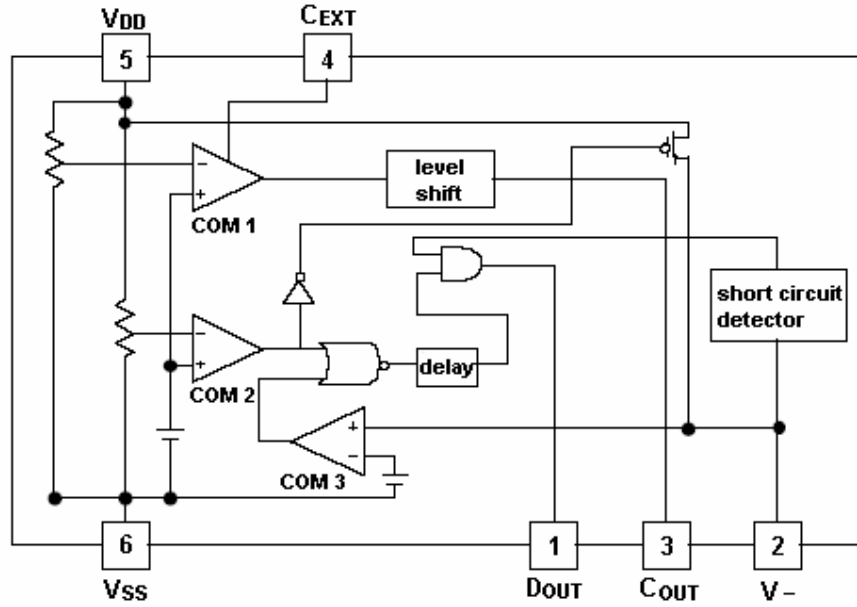 VDD
CEXT
5
4
−
+
COM 1
level
shift
−
+
COM 2
delay
short circuit
detector
+
−
COM 3
6
1
3
2
VSS
DOUT
COUT
V −